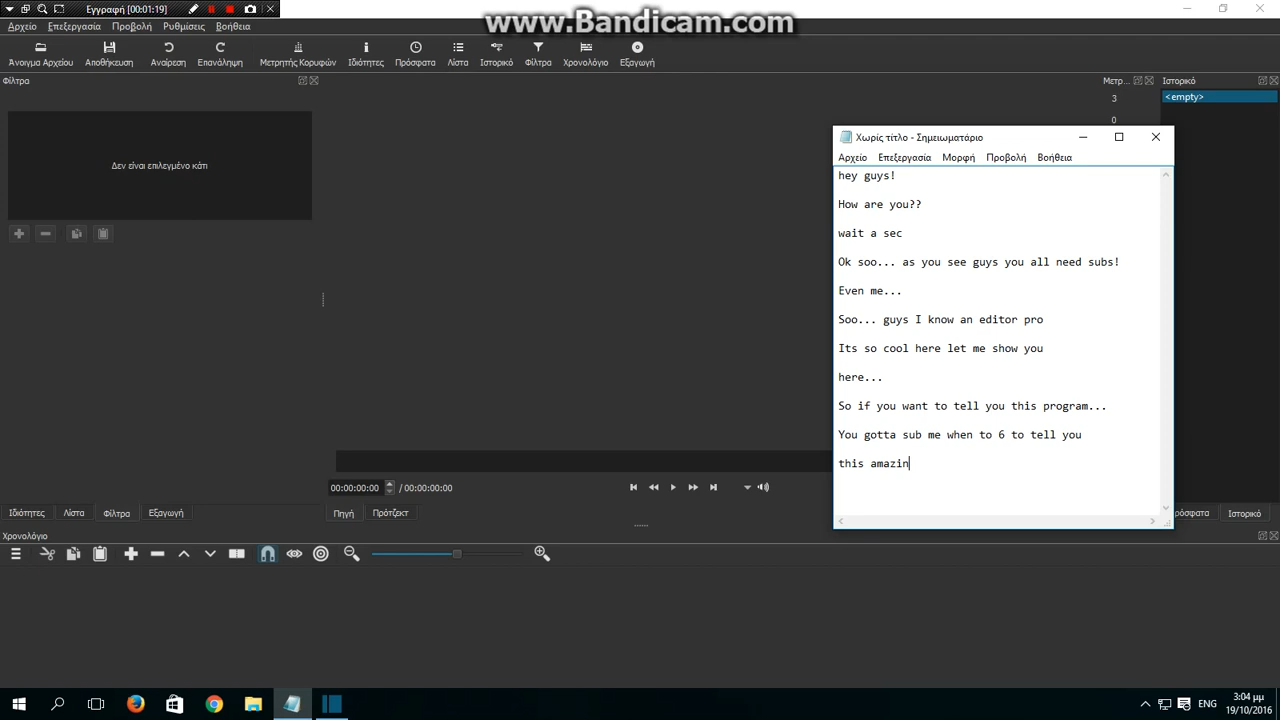 www.Bandicam.com
Εγγραφή [00:01:19]
Αρχείο Επεξεργασία Προβολή Ρυθμίσεις Βοήθεια
Άνοιγμα Αρχείου Αποθήκευση Αναίρεση Επανάληψη Μετρητής Κορυφών Ιδιότητες Πρόσφατα Λίστα Ιστορικό Φίλτρα Χρονολόγιο Εξαγωγή
Φίλτρα
Μετρ...
Ιστορικό
3
<empty>
0
Δεν είναι επιλεγμένο κάτι
Χωρίς τίτλο - Σημειωματάριο
Αρχείο Επεξεργασία Μορφή Προβολή Βοήθεια
hey guys!
How are you??
wait a sec
Ok soo... as you see guys you all need subs!
Even me...
Soo... guys I know an editor pro
Its so cool here let me show you
here...
So if you want to tell you this program...
You gotta sub me when to 6 to tell you
this amazin
00:00:00:00 / 00:00:00:00
Ιδιότητες Λίστα Φίλτρα Εξαγωγή
Πηγή Πρότζεκτ
ρόσφατα Ιστορικό
Χρονολόγιο
ENG
3:04 μμ
19/10/2016